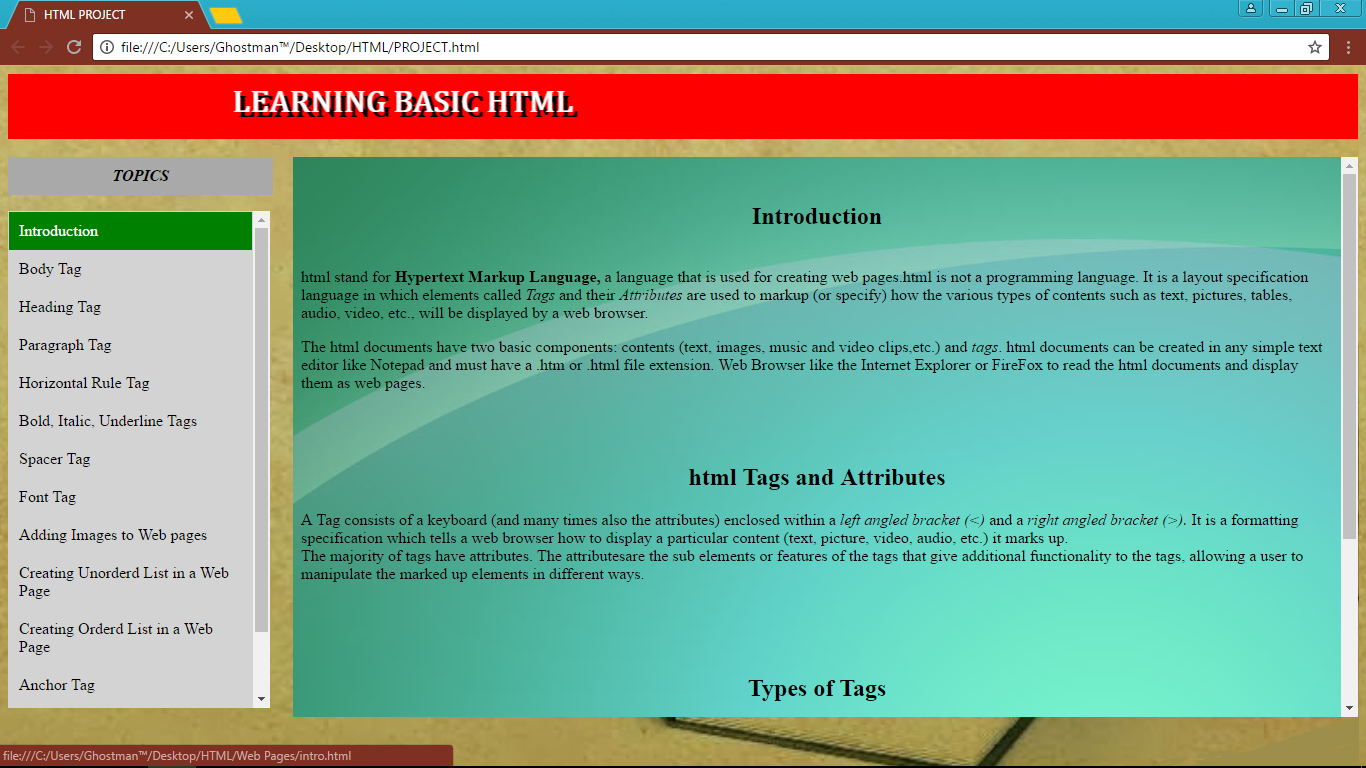 HTML PROJECT
file:///C:/Users/Ghostman™/Desktop/HTML/PROJECT.html
LEARNING BASIC HTML
TOPICS
Introduction
Body Tag
Heading Tag
Paragraph Tag
Horizontal Rule Tag
Bold, Italic, Underline Tags
Spacer Tag
Font Tag
Adding Images to Web pages
Creating Unorderd List in a Web
Page
Creating Orderd List in a Web
Page
Anchor Tag
Introduction
html stand for Hypertext Markup Language, a language that is used for creating web pages.html is not a programming language. It is a layout specification
language in which elements called Tags and their Attributes are used to markup (or specify) how the various types of contents such as text, pictures, tables,
audio, video, etc., will be displayed by a web browser.
The html documents have two basic components: contents (text, images, music and video clips,etc.) and tags. html documents can be created in any simple text
editor like Notepad and must have a .htm or .html file extension. Web Browser like the Internet Explorer or FireFox to read the html documents and display
them as web pages.
html Tags and Attributes
A Tag consists of a keyboard (and many times also the attributes) enclosed within a left angled bracket (<) and a right angled bracket (>). It is a formatting
specification which tells a web browser how to display a particular content (text, picture, video, audio, etc.) it marks up.
The majority of tags have attributes. The attributesare the sub elements or features of the tags that give additional functionality to the tags, allowing a user to
manipulate the marked up elements in different ways.
Types of Tags
file:///C:/Users/Ghostman™/Desktop/HTML/Web Pages/intro.html